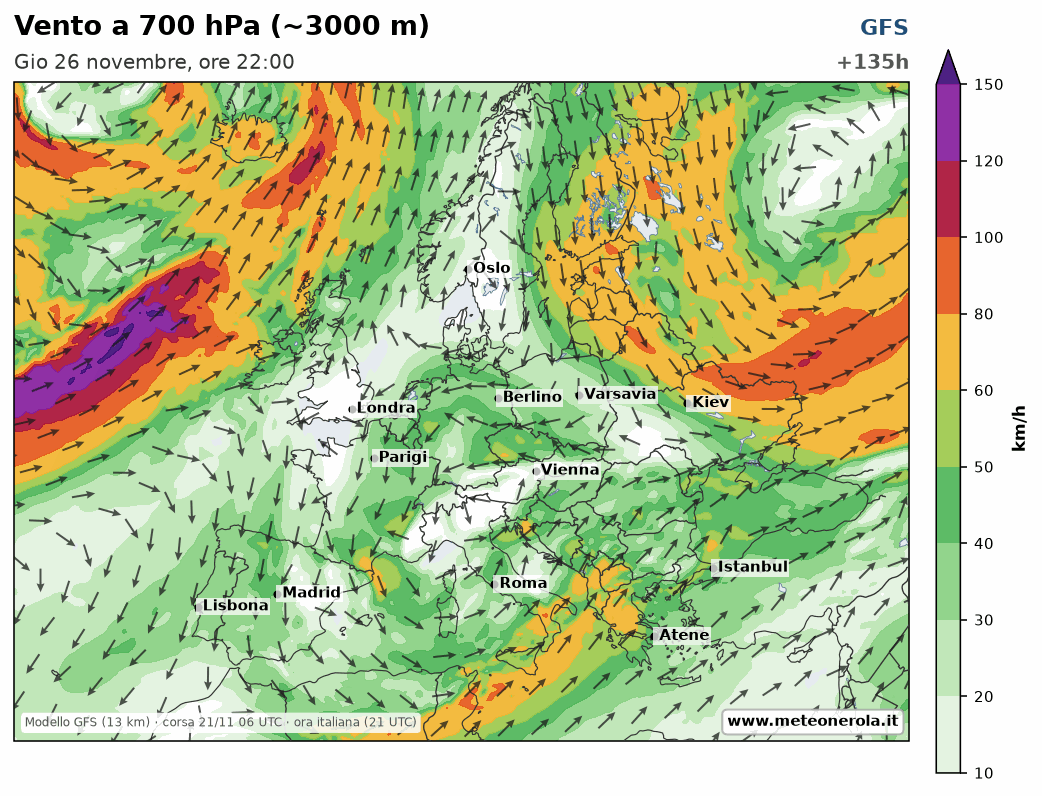 Vento a 700 hPa (~3000 m)
GFS
Gio 26 novembre, ore 22:00
+135h
150
120
100
80
60
50
40
30
20
10
km/h
Oslo
Londra
Berlino
Varsavia
Kiev
Parigi
Vienna
Istanbul
Roma
Madrid
Lisbona
Atene
Modello GFS (13 km) · corsa 21/11 06 UTC · ora italiana (21 UTC)
www.meteonerola.it